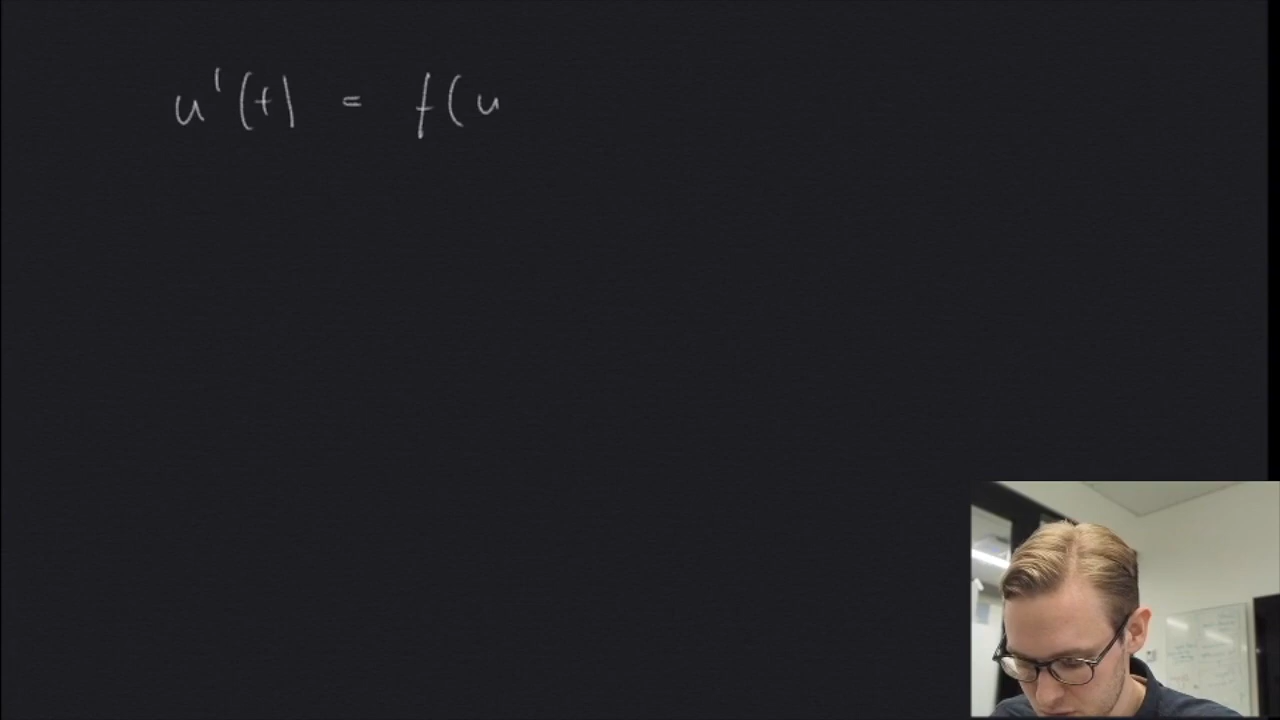 u'(t) = f(u